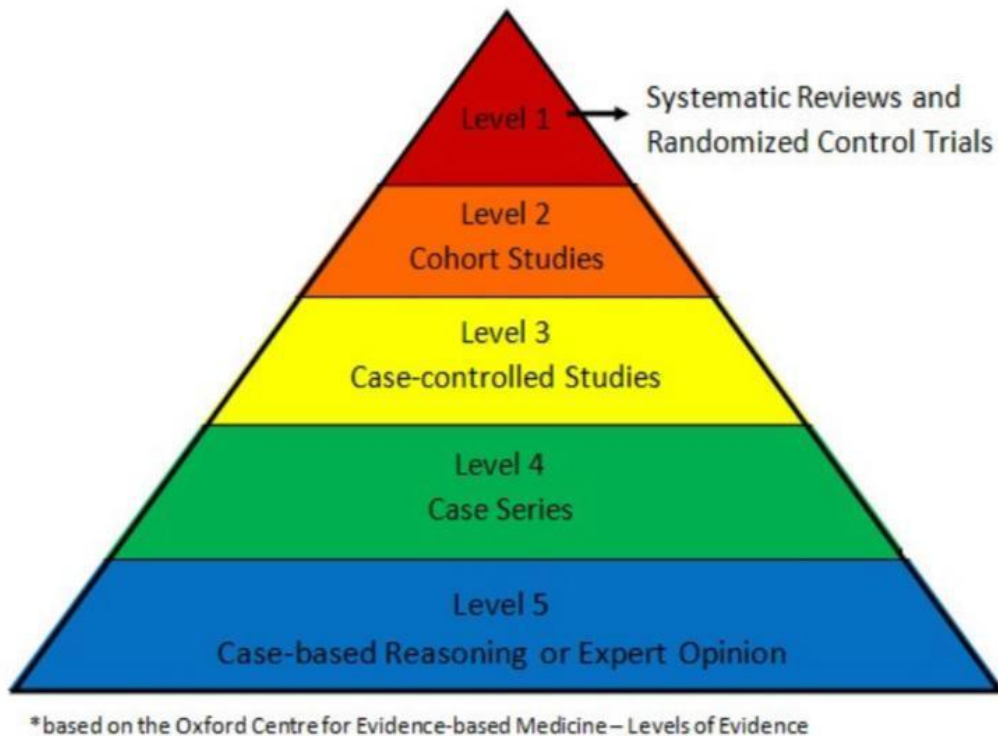 Level 1
Systematic Reviews and
Randomized Control Trials
Level 2
Cohort Studies
Level 3
Case-controlled Studies
Level 4
Case Series
Level 5
Case-based Reasoning or Expert Opinion
*based on the Oxford Centre for Evidence-based Medicine – Levels of Evidence